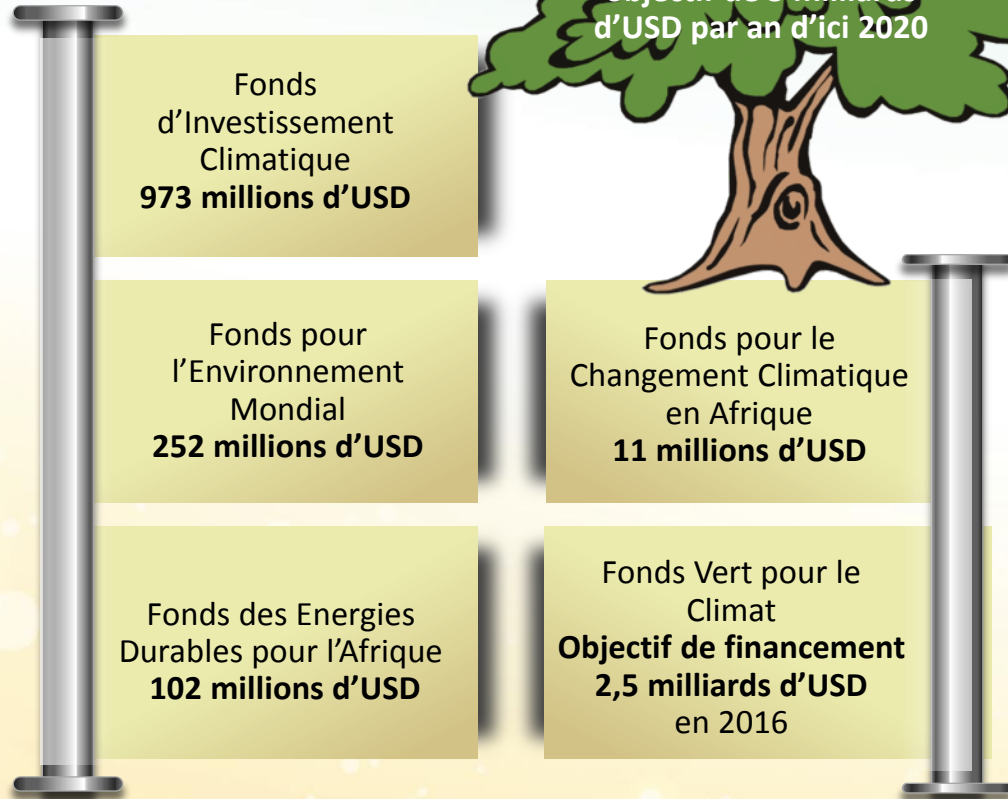 d’USD par an d’ici 2020
Fonds
d’Investissement
Climatique
973 millions d’USD
Fonds pour
l’Environnement
Mondial
252 millions d’USD
Fonds pour le
Changement Climatique
en Afrique
11 millions d’USD
Fonds des Energies
Durables pour l’Afrique
102 millions d’USD
Fonds Vert pour le
Climat
Objectif de financement
2,5 milliards d’USD
en 2016